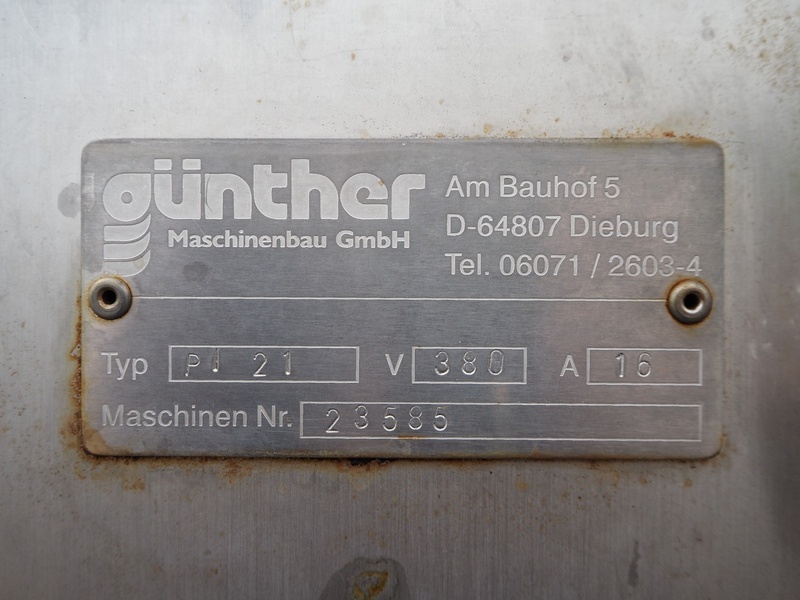 günther
Maschinenbau GmbH
Am Bauhof 5
D-64807 Dieburg
Tel. 06071 / 2603-4
Typ PI 21 V 380 A 16
Maschinen Nr. 23585